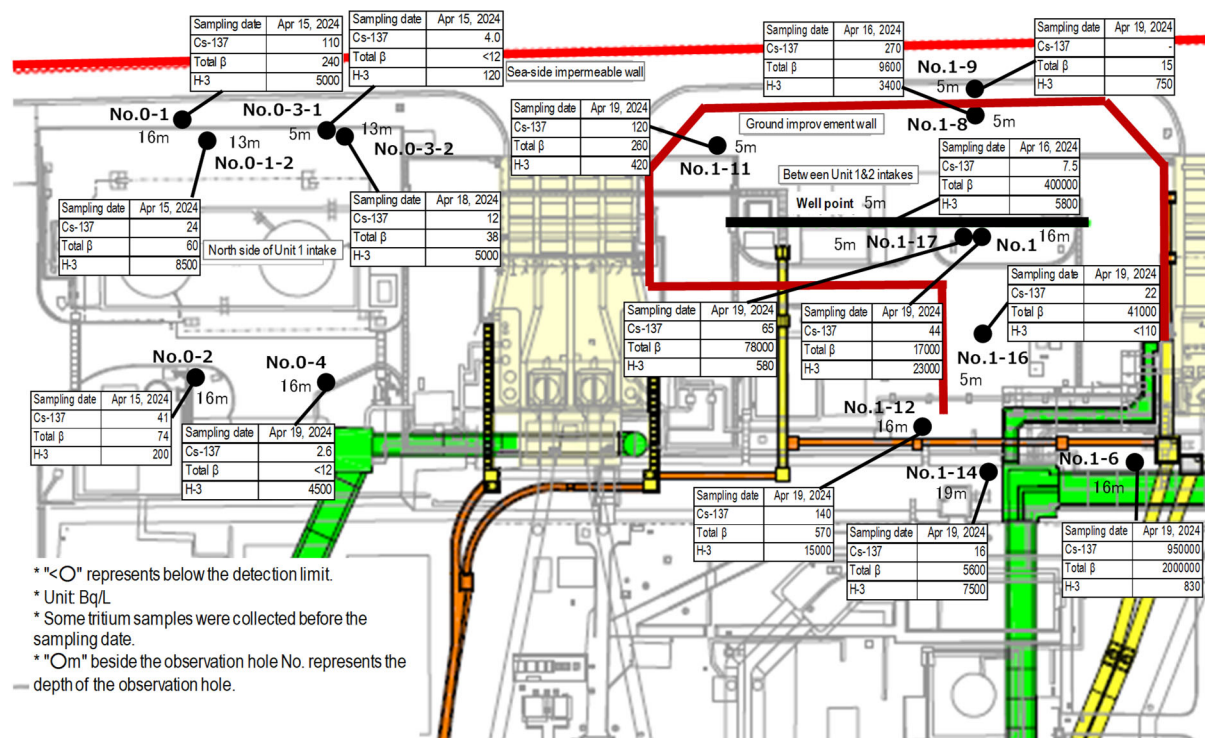 Sampling date Apr 15, 2024
Cs-137 110
Total β 240
H-3 5000
Sampling date Apr 15, 2024
Cs-137 4.0
Total β <12
H-3 120
Sea-side impermeable wall
Sampling date Apr 16, 2024
Cs-137 270
Total β 9600
H-3 3400
Sampling date Apr 19, 2024
Cs-137 -
Total β 15
H-3 750
No.0-1
16m
13m
No.0-1-2
No.0-3-1
5m
13m
No.0-3-2
Sampling date Apr 19, 2024
Cs-137 120
Total β 260
H-3 420
5m
No.1-11
Ground improvement wall
No.1-9
5m
No.1-8
5m
Sampling date Apr 16, 2024
Cs-137 7.5
Total β 400000
H-3 5800
Between Unit 1&2 intakes
Well point 5m
Sampling date Apr 15, 2024
Cs-137 24
Total β 60
H-3 8500
North side of Unit 1 intake
Sampling date Apr 18, 2024
Cs-137 12
Total β 38
H-3 5000
5m
No.1-17
No.1
16m
Sampling date Apr 19, 2024
Cs-137 22
Total β 41000
H-3 <110
Sampling date Apr 19, 2024
Cs-137 65
Total β 78000
H-3 580
Sampling date Apr 19, 2024
Cs-137 44
Total β 17000
H-3 23000
No.1-16
5m
No.0-2
16m
No.0-4
16m
Sampling date Apr 15, 2024
Cs-137 41
Total β 74
H-3 200
Sampling date Apr 19, 2024
Cs-137 2.6
Total β <12
H-3 4500
No.1-12
16m
No.1-14
19m
No.1-6
16m
Sampling date Apr 19, 2024
Cs-137 140
Total β 570
H-3 15000
Sampling date Apr 19, 2024
Cs-137 16
Total β 5600
H-3 7500
Sampling date Apr 19, 2024
Cs-137 950000
Total β 2000000
H-3 830
* "<○" represents below the detection limit.
* Unit: Bq/L
* Some tritium samples were collected before the
sampling date.
* "○m" beside the observation hole No. represents the
depth of the observation hole.